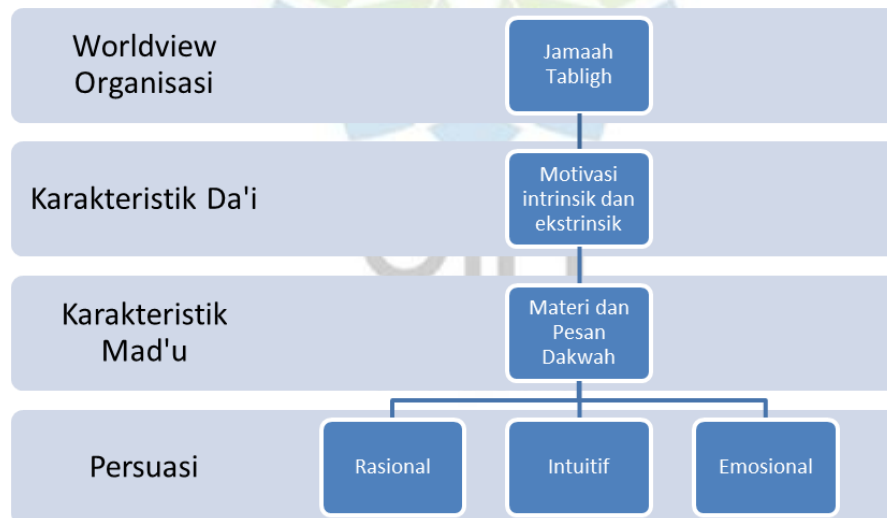 Worldview
Organisasi
Jamaah
Tabligh
Karakteristik Da'i
Motivasi
intrinsik dan
ekstrinsik
Karakteristik
Mad'u
Materi dan
Pesan
Dakwah
Persuasi
Rasional
Intuitif
Emosional